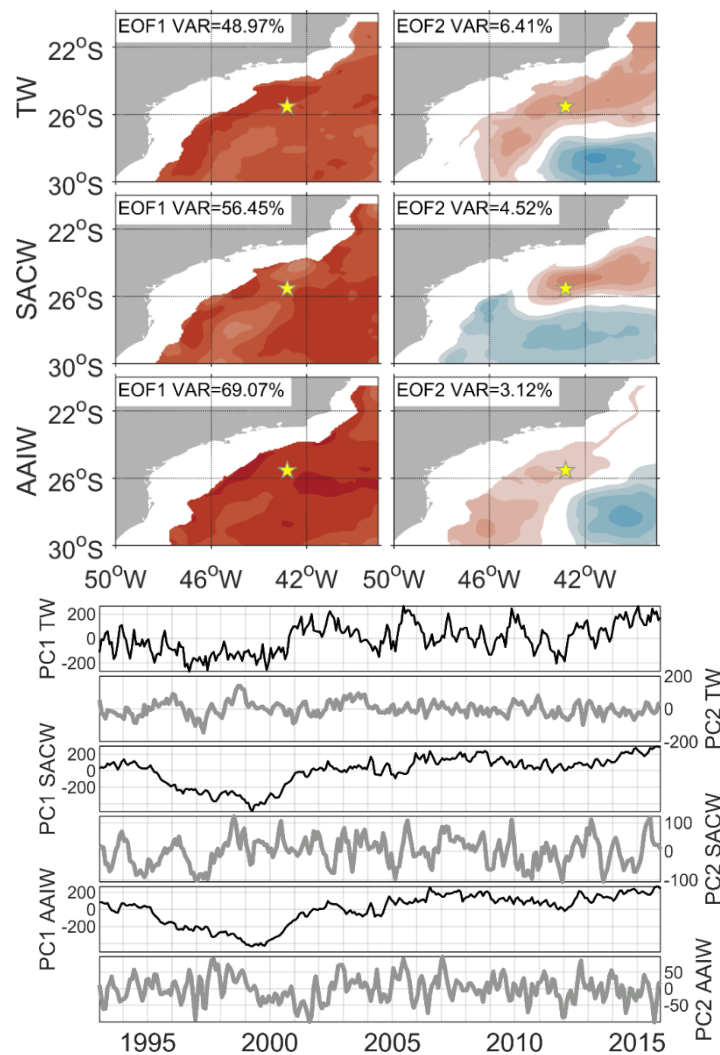 EOF1 VAR=48.97% EOF2 VAR=6.41%
22°S
TW
26°S
30°S
EOF1 VAR=56.45% EOF2 VAR=4.52%
22°S
SACW
26°S
30°S
EOF1 VAR=69.07% EOF2 VAR=3.12%
22°S
AAIW
26°S
30°S
50°W 46°W 42°W 50°W 46°W 42°W
PC1 TW
200
0
-200
PC2 TW
200
0
-200
PC1 SACW
200
0
-200
PC2 SACW
100
0
-100
PC1 AAIW
200
0
-200
PC2 AAIW
50
0
-50
1995 2000 2005 2010 2015